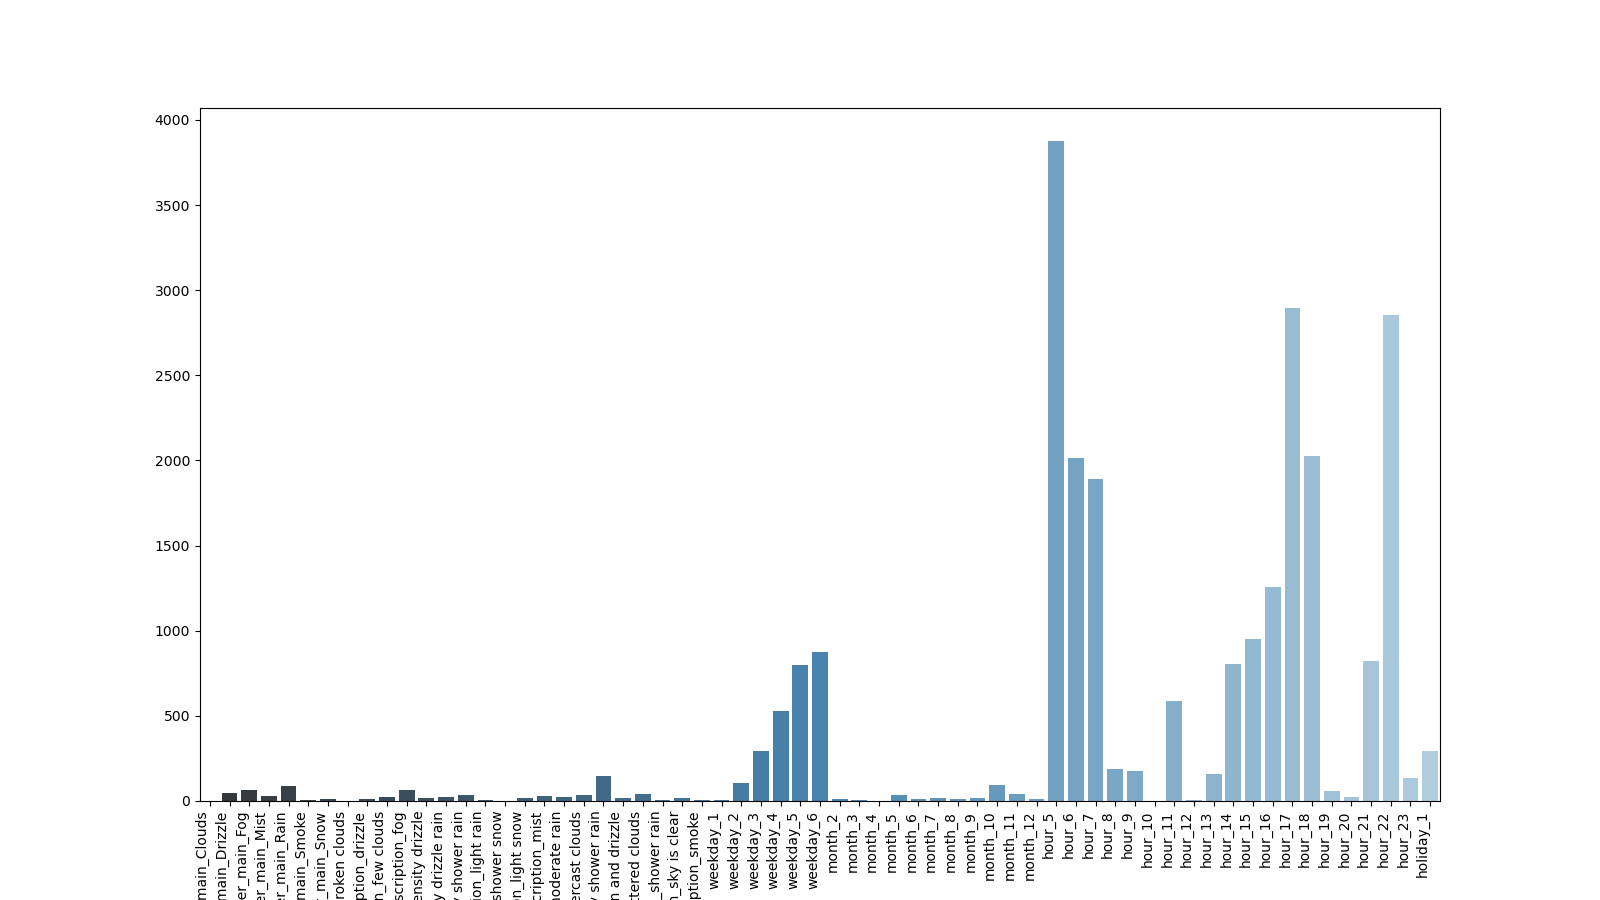 4000
3500
3000
2500
2000
1500
1000
500
0
main_Clouds
main_Drizzle
er_main_Fog
er_main_Mist
er_main_Rain
main_Smoke
_main_Snow
roken clouds
ption_drizzle
n_few clouds
scription_fog
ensity drizzle
y drizzle rain
shower rain
ion_light rain
shower snow
n_light snow
cription_mist
moderate rain
ercast clouds
y shower rain
n and drizzle
ttered clouds
_shower rain
n_sky is clear
ption_smoke
weekday_1
weekday_2
weekday_3
weekday_4
weekday_5
weekday_6
month_2
month_3
month_4
month_5
month_6
month_7
month_8
month_9
month_10
month_11
month_12
hour_5
hour_6
hour_7
hour_8
hour_9
hour_10
hour_11
hour_12
hour_13
hour_14
hour_15
hour_16
hour_17
hour_18
hour_19
hour_20
hour_21
hour_22
hour_23
holiday_1